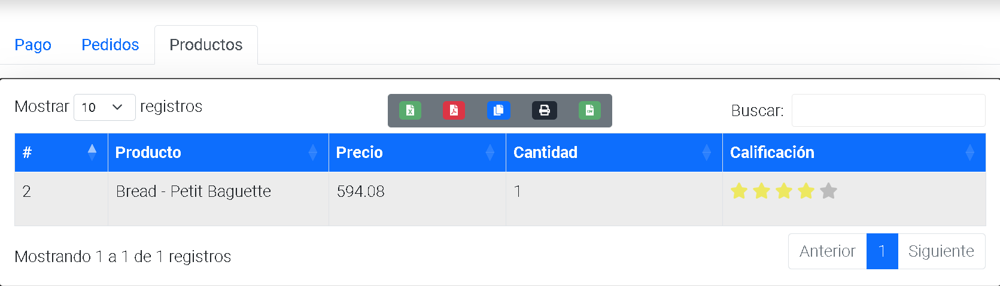 Pago Pedidos Productos
Mostrar 10 registros Buscar:
# Producto Precio Cantidad Calificación
2 Bread - Petit Baguette 594.08 1
Mostrando 1 a 1 de 1 registros Anterior 1 Siguiente